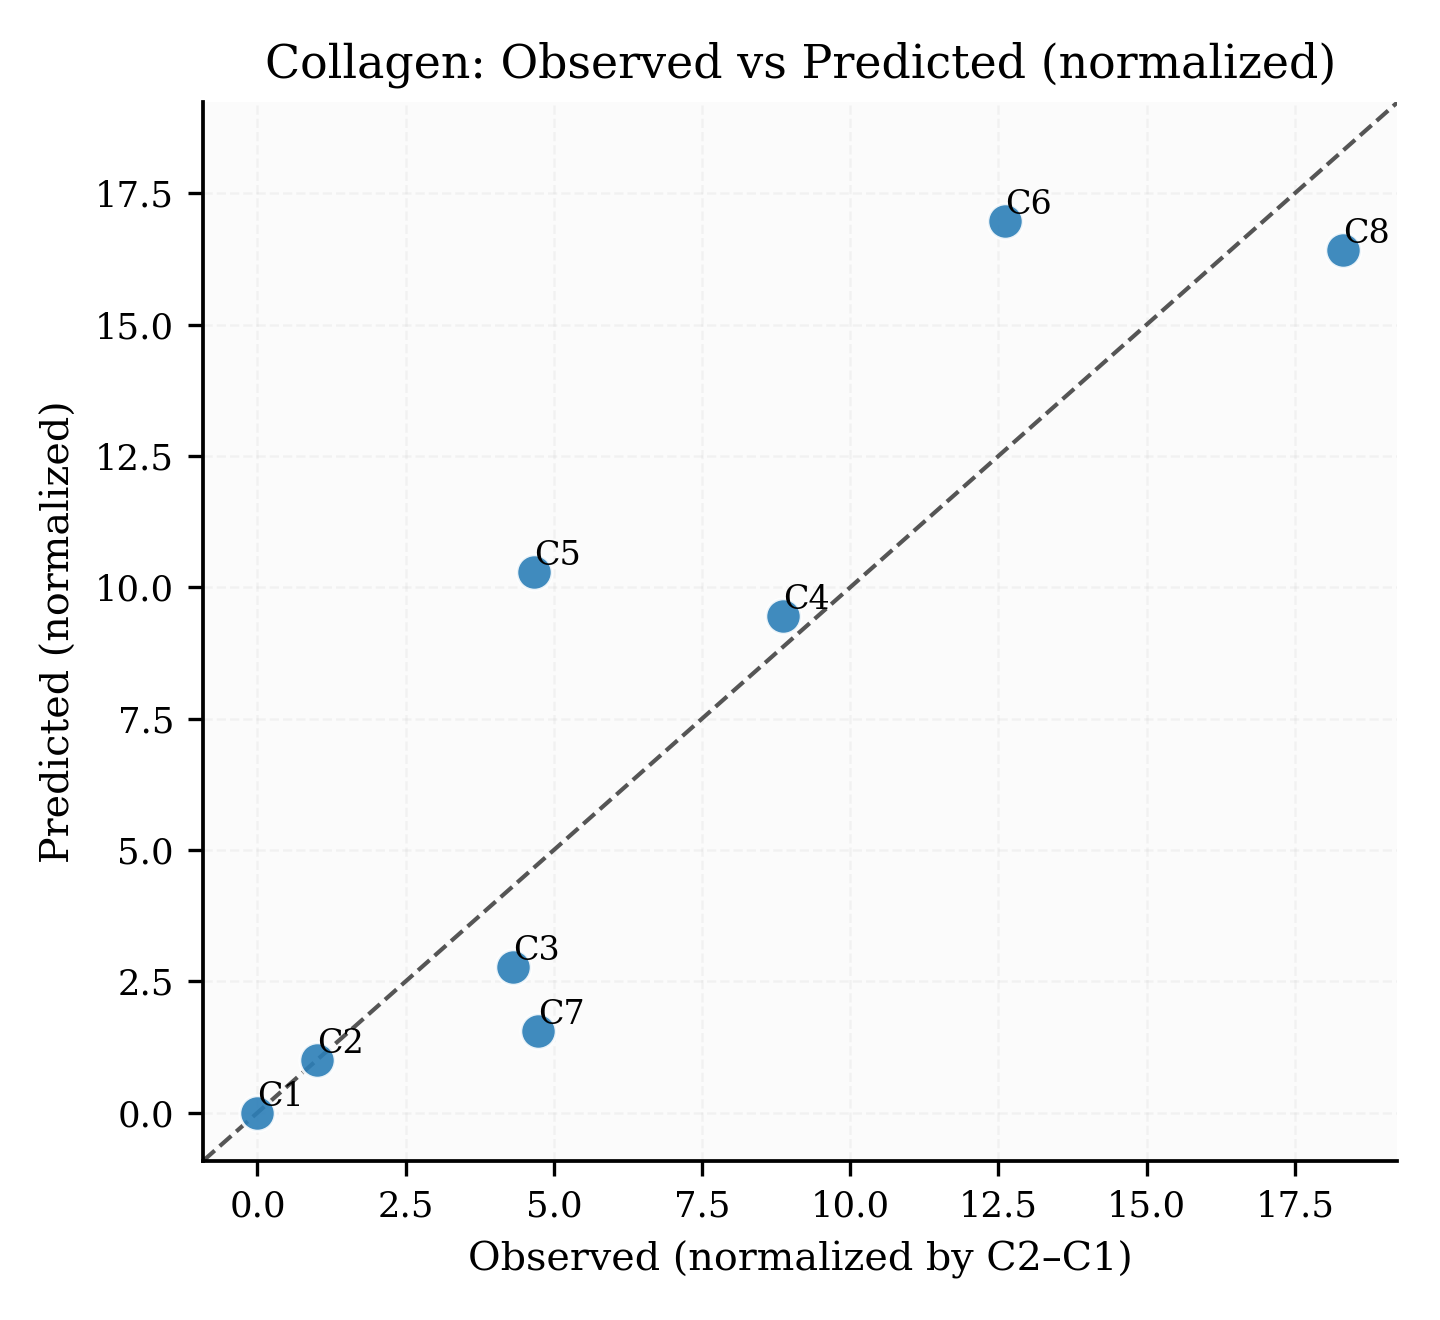 Collagen: Observed vs Predicted (normalized)
17.5
15.0
12.5
10.0
7.5
5.0
2.5
0.0
Predicted (normalized)
C6
C8
C5
C4
C3
C7
C2
C1
0.0 2.5 5.0 7.5 10.0 12.5 15.0 17.5
Observed (normalized by C2–C1)